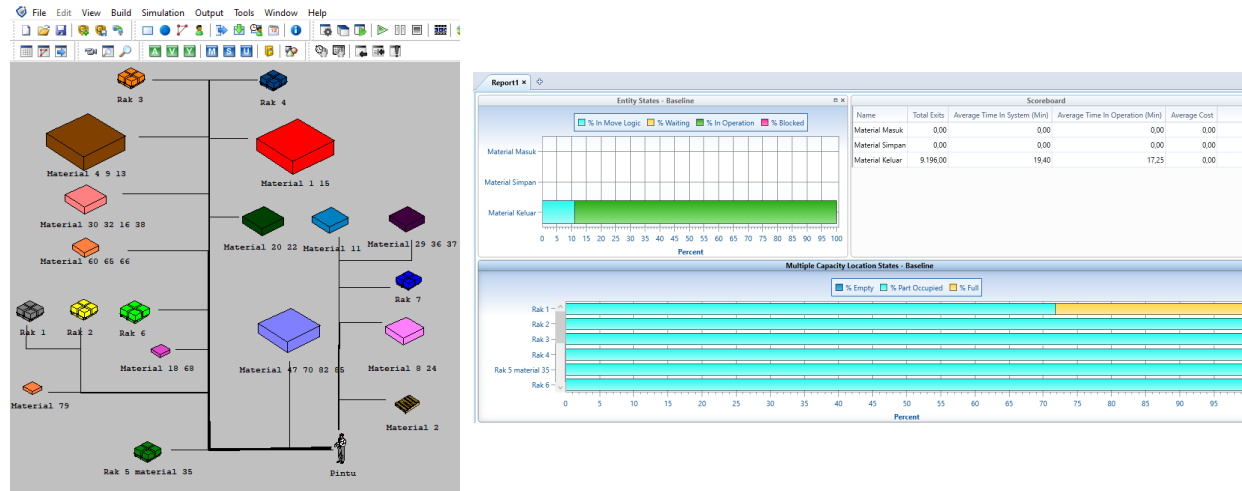 File Edit View Build Simulation Output Tools Window Help
Rak 3
Rak 4
Material 4 9 13
Material 1 15
Material 30 32 16 38
Material 20 22
Material 11
Material 29 36 37
Material 60 65 66
Rak 7
Rak 1
Rak 2
Rak 6
Material 18 68
Material 47 70 82 85
Material 8 24
Material 79
Material 2
Rak 5 material 35
Pintu
Report1
Entity States - Baseline
% In Move Logic % Waiting % In Operation % Blocked
Material Masuk
Material Simpan
Material Keluar
0 5 10 15 20 25 30 35 40 45 50 55 60 65 70 75 80 85 90 95 100
Percent
Scoreboard
Name Total Exits Average Time In System (Min) Average Time In Operation (Min) Average Cost
Material Masuk 0,00 0,00 0,00 0,00
Material Simpan 0,00 0,00 0,00 0,00
Material Keluar 9.196,00 19,40 17,25 0,00
Multiple Capacity Location States - Baseline
% Empty % Part Occupied % Full
Rak 1
Rak 2
Rak 3
Rak 4
Rak 5 material 35
Rak 6
0 5 10 15 20 25 30 35 40 45 50 55 60 65 70 75 80 85 90 95
Percent